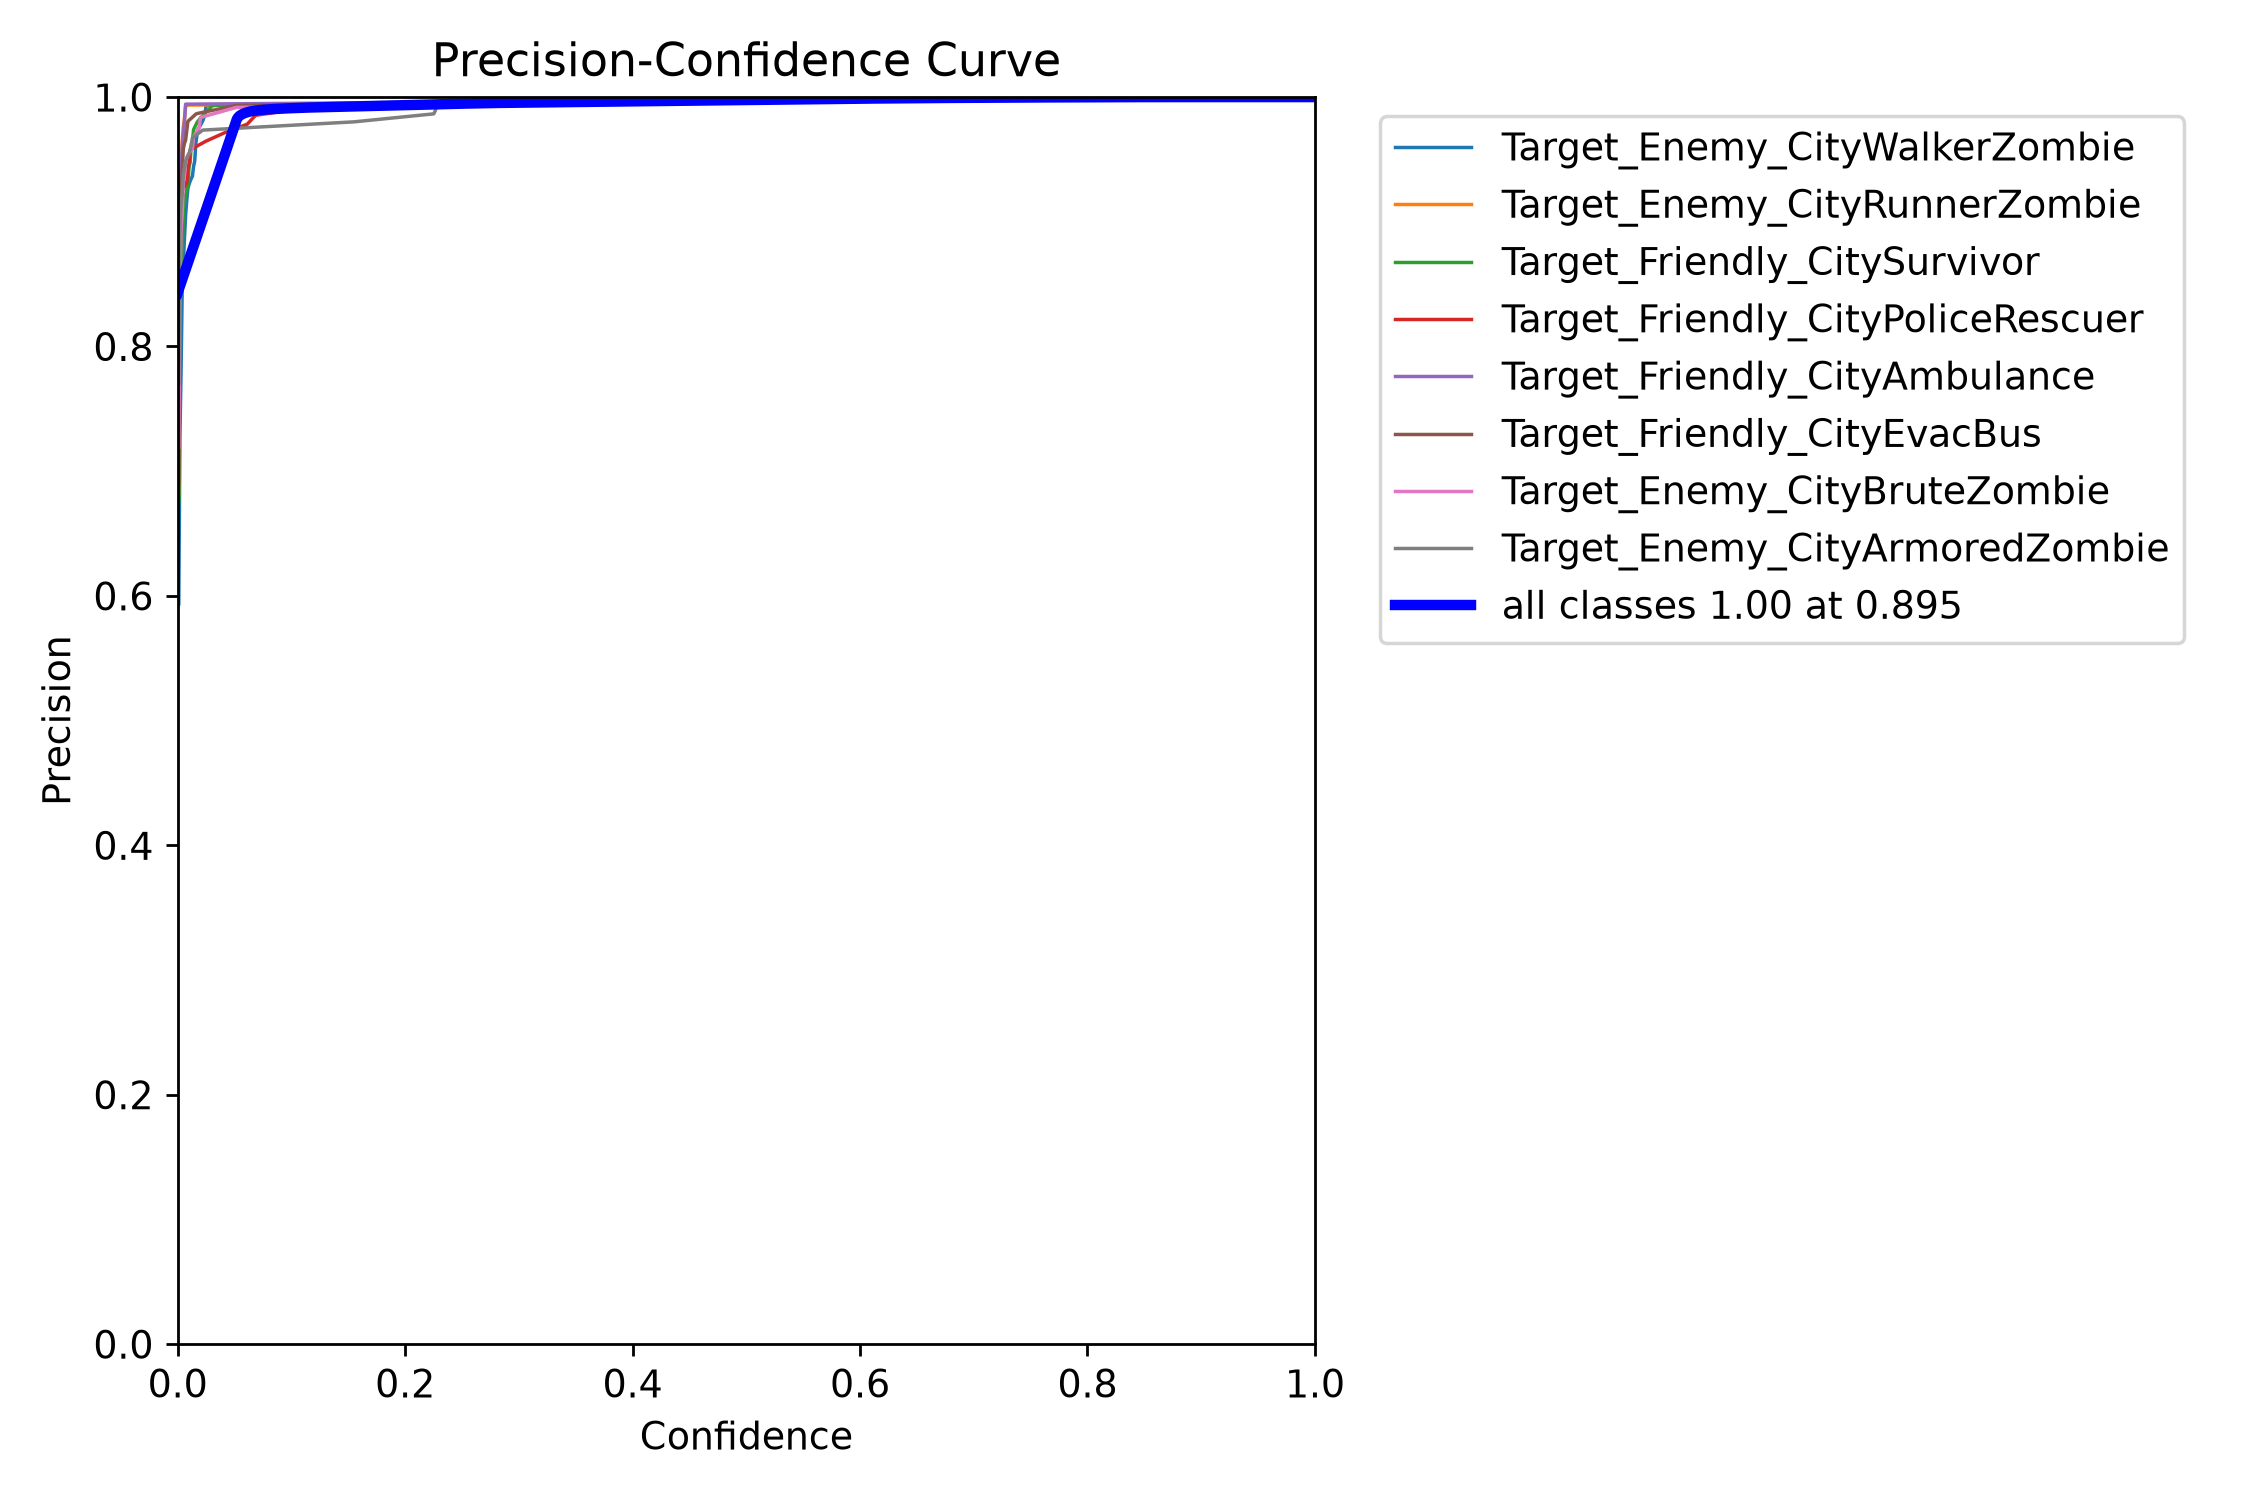 Precision-Confidence Curve
1.0
0.8
0.6
0.4
0.2
0.0
Precision
0.0 0.2 0.4 0.6 0.8 1.0
Confidence
Target_Enemy_CityWalkerZombie
Target_Enemy_CityRunnerZombie
Target_Friendly_CitySurvivor
Target_Friendly_CityPoliceRescuer
Target_Friendly_CityAmbulance
Target_Friendly_CityEvacBus
Target_Enemy_CityBruteZombie
Target_Enemy_CityArmoredZombie
all classes 1.00 at 0.895